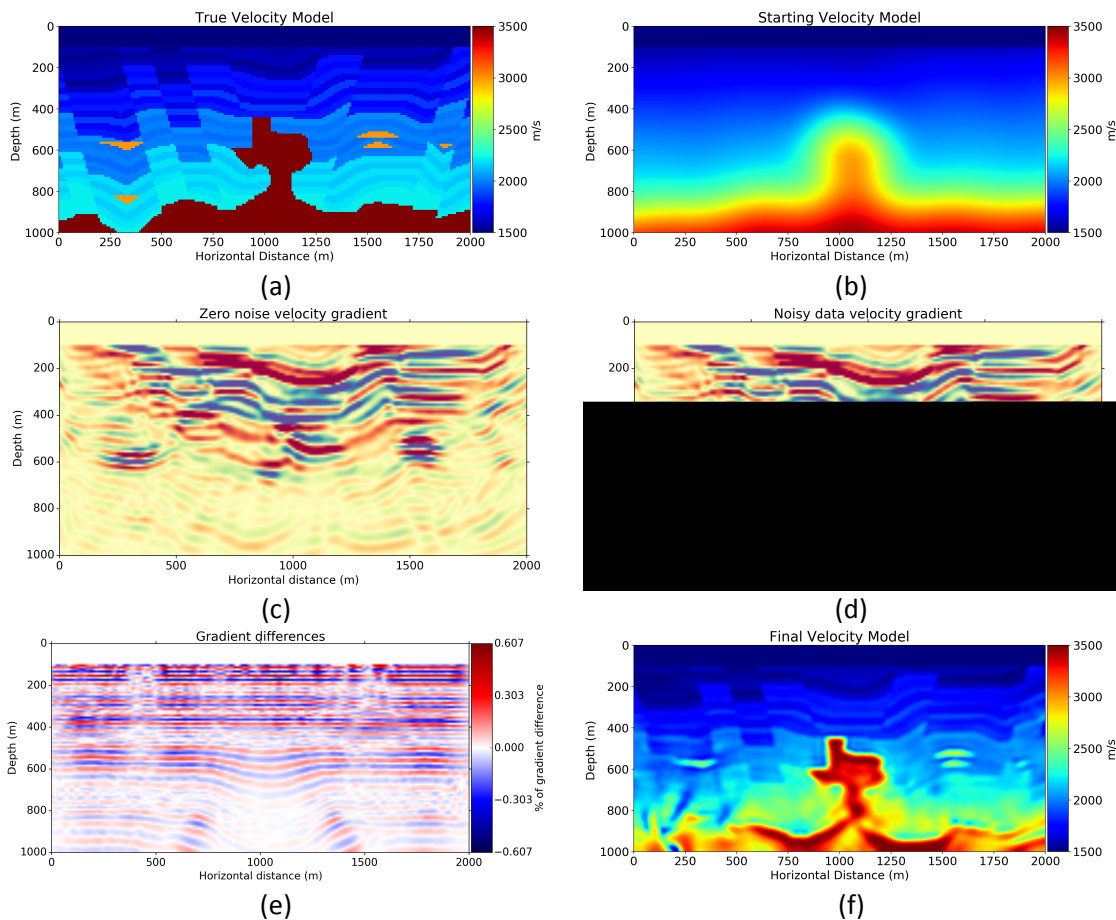 True Velocity Model
0
200
400
600
800
1000
Depth (m)
0 250 500 750 1000 1250 1500 1750 2000
Horizontal Distance (m)
3500
3000
2500
2000
1500
m/s
(a)
Starting Velocity Model
0
200
400
600
800
1000
Depth (m)
0 250 500 750 1000 1250 1500 1750 2000
Horizontal Distance (m)
3500
3000
2500
2000
1500
m/s
(b)
Zero noise velocity gradient
0
200
400
600
800
1000
Depth (m)
0 500 1000 1500 2000
Horizontal distance (m)
(c)
Noisy data velocity gradient
0
200
(d)
Gradient differences
0
200
400
600
800
1000
Depth (m)
0 500 1000 1500 2000
Horizontal distance (m)
0.607
0.303
0.000
−0.303
−0.607
% of gradient difference
(e)
Final Velocity Model
0
200
400
600
800
1000
Depth (m)
0 250 500 750 1000 1250 1500 1750 2000
Horizontal Distance (m)
3500
3000
2500
2000
1500
m/s
(f)